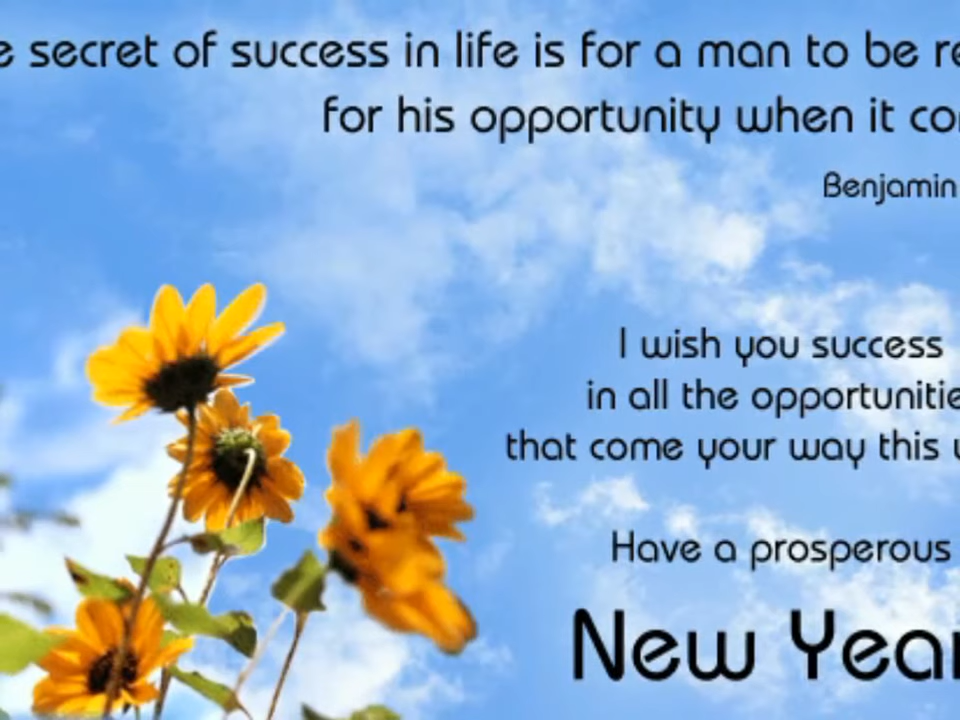 e secret of success in life is for a man to be re
for his opportunity when it co
Benjamin
I wish you success
in all the opportunitie
that come your way this
Have a prosperous
New Year